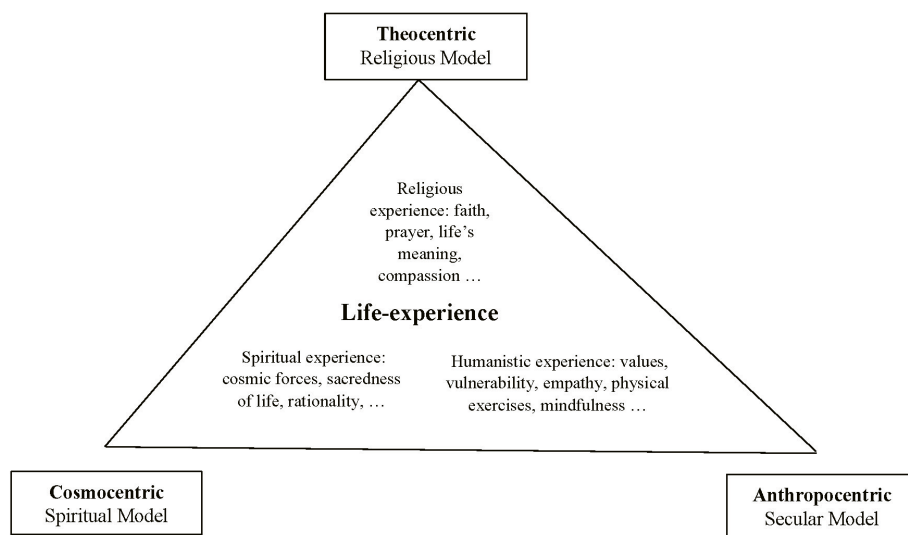 Theocentric
Religious Model
Religious
experience: faith,
prayer, life’s
meaning,
compassion …
Life-experience
Spiritual experience:
cosmic forces, sacredness
of life, rationality, …
Humanistic experience: values,
vulnerability, empathy, physical
exercises, mindfulness …
Cosmocentric
Spiritual Model
Anthropocentric
Secular Model